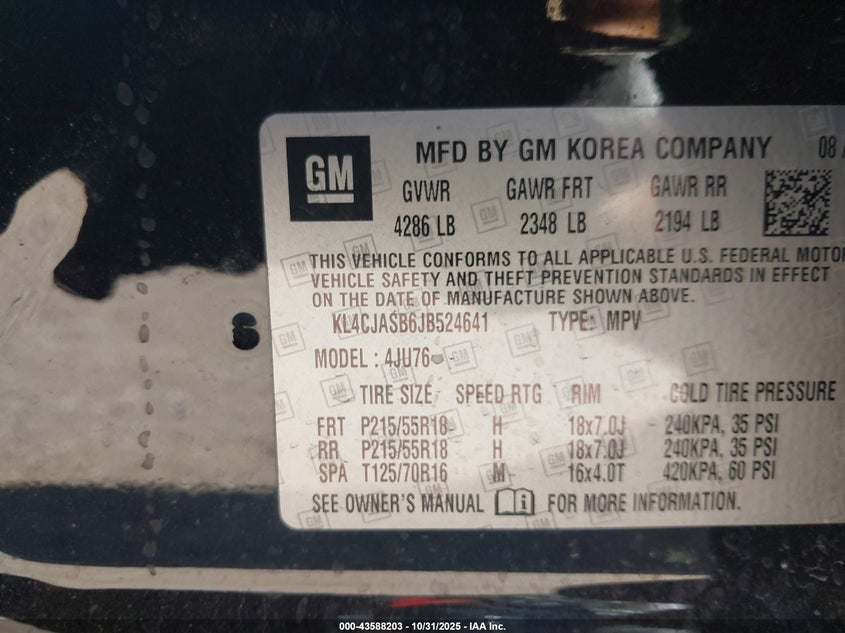 GM
MFD BY GM KOREA COMPANY 08 /
GVWR GAWR FRT GAWR RR
4286 LB 2348 LB 2194 LB
THIS VEHICLE CONFORMS TO ALL APPLICABLE U.S. FEDERAL MOTOR
VEHICLE SAFETY AND THEFT PREVENTION STANDARDS IN EFFECT
ON THE DATE OF MANUFACTURE SHOWN ABOVE.
KL4CJASB6JB524641 TYPE: MPV
MODEL : 4JU76
TIRE SIZE SPEED RTG RIM COLD TIRE PRESSURE
FRT P215/55R18 H 18x7.0J 240KPA, 35 PSI
RR P215/55R18 H 18x7.0J 240KPA, 35 PSI
SPA T125/70R16 M 16x4.0T 420KPA, 60 PSI
SEE OWNER'S MANUAL i FOR MORE INFORMATION.
000-43588203 - 10/31/2025 - IAA Inc.